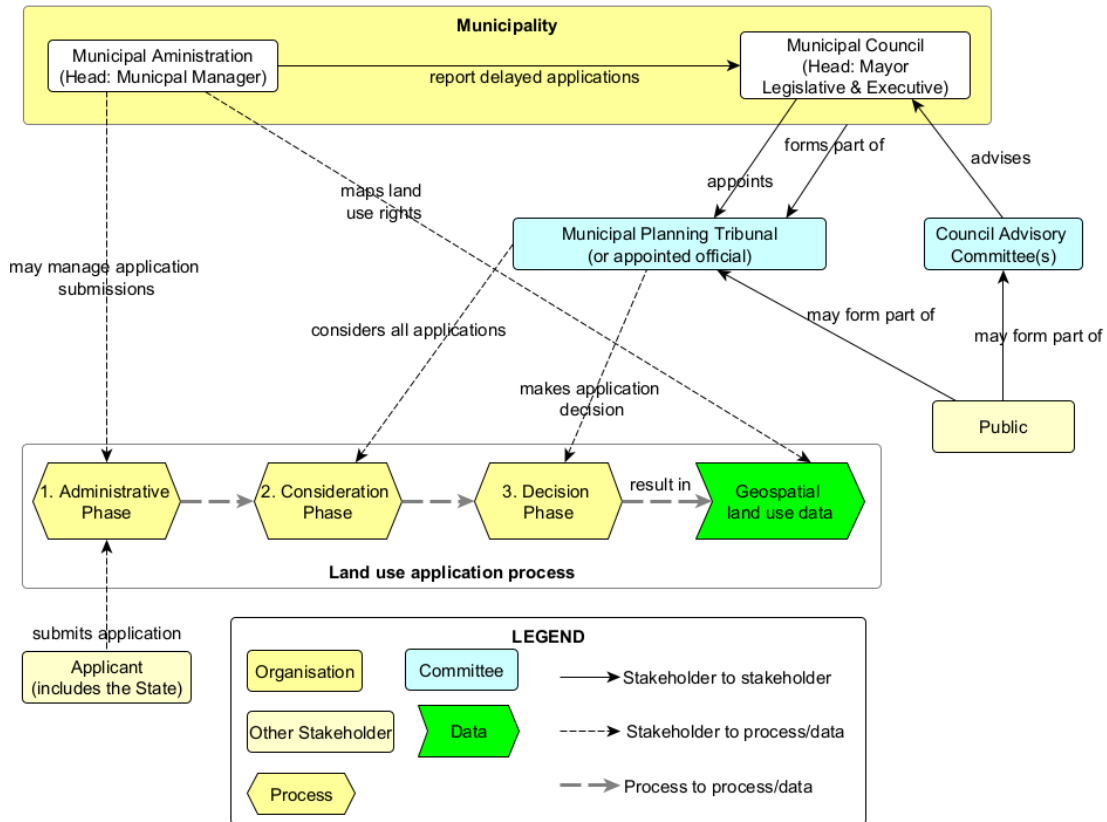 Municipality
Municipal Aministration
(Head: Municpal Manager)
report delayed applications
Municipal Council
(Head: Mayor
Legislative & Executive)
forms part of
advises
appoints
maps land
use rights
Municipal Planning Tribunal
(or appointed official)
Council Advisory
Committee(s)
may manage application
submissions
considers all applications
may form part of
may form part of
makes application
decision
Public
1. Administrative
Phase
2. Consideration
Phase
3. Decision
Phase
result in
Geospatial
land use data
Land use application process
submits application
Applicant
(includes the State)
LEGEND
Organisation
Committee
Stakeholder to stakeholder
Other Stakeholder
Data
Stakeholder to process/data
Process
Process to process/data